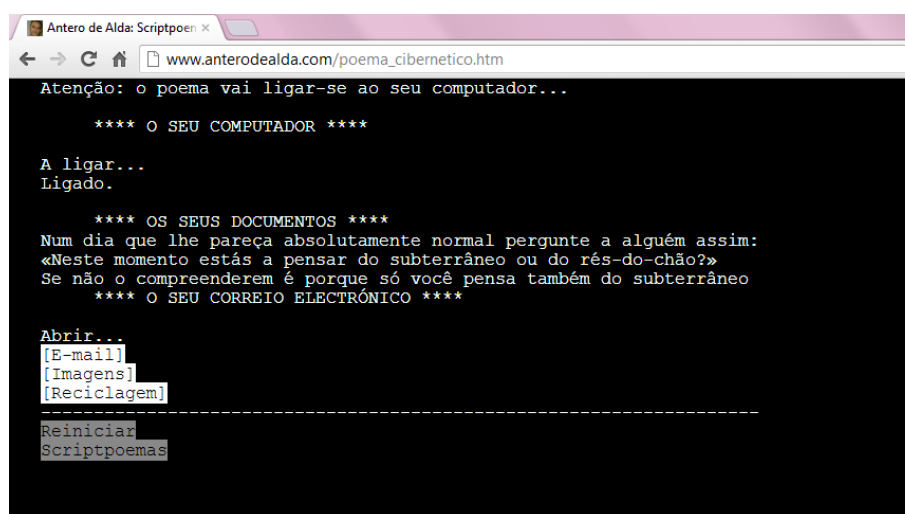 Antero de Alda: Scriptpoen ×
www.anterodealda.com/poema_cibernetico.htm
Atenção: o poema vai ligar-se ao seu computador...
**** O SEU COMPUTADOR ****
A ligar...
Ligado.
**** OS SEUS DOCUMENTOS ****
Num dia que lhe pareça absolutamente normal pergunte a alguém assim:
«Neste momento estás a pensar do subterrâneo ou do rés-do-chão?»
Se não o compreenderem é porque só você pensa também do subterrâneo
**** O SEU CORREIO ELECTRÓNICO ****
Abrir...
[E-mail]
[Imagens]
[Reciclagem]
--------------------------------------------------------------------
Reiniciar
Scriptpoemas